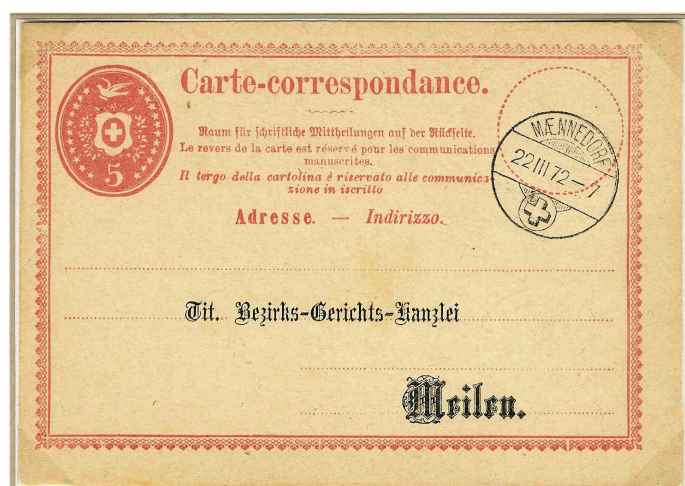 Carte-correspondance.
Raum für schriftliche Mittheilungen auf der Rückseite.
Le revers de la carte est réservé pour les communications
manuscrites.
Il tergo della cartolina è riservato alle communica-
zione in iscritto
Adresse. — Indirizzo.
5
MÆNNEDORF
22 III 72 – 1
Tit. Bezirks-Gerichts-Kanzlei
Meilen.